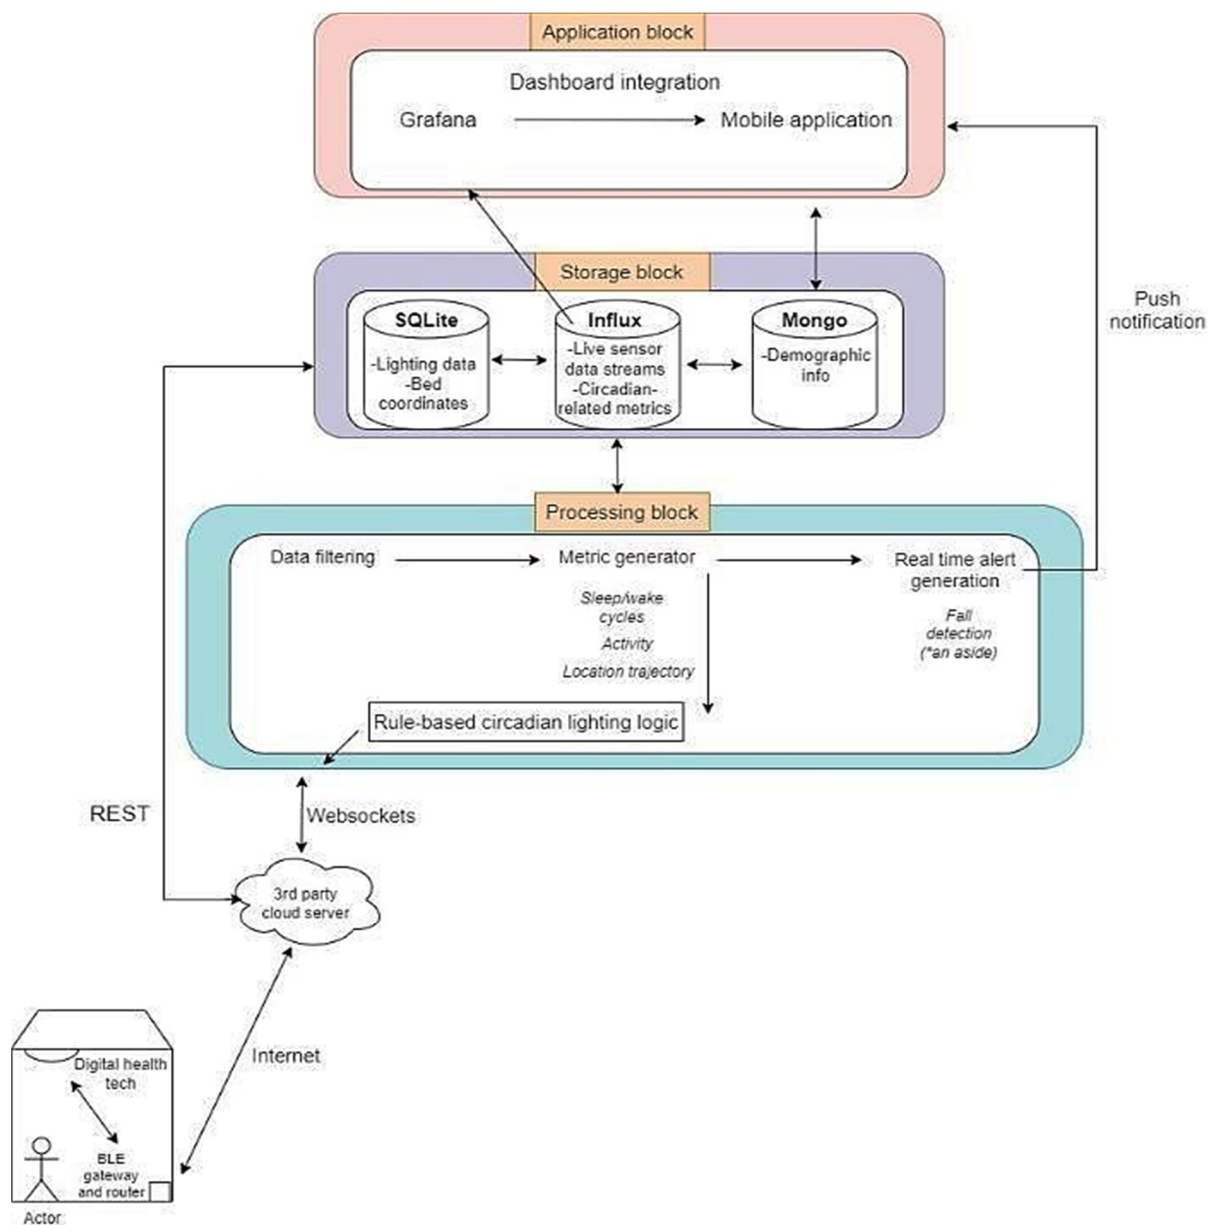 Application block
Dashboard integration
Grafana
Mobile application
Storage block
SQLite
-Lighting data
-Bed
coordinates
Influx
-Live sensor
data streams
-Circadian-
related metrics
Mongo
-Demographic
info
Push
notification
Processing block
Data filtering
Metric generator
Sleep/wake
cycles
Activity
Location trajectory
Real time alert
generation
Fall
detection
(*an aside)
Rule-based circadian lighting logic
REST
Websockets
3rd party
cloud server
Internet
Digital health
tech
BLE
gateway
and router
Actor